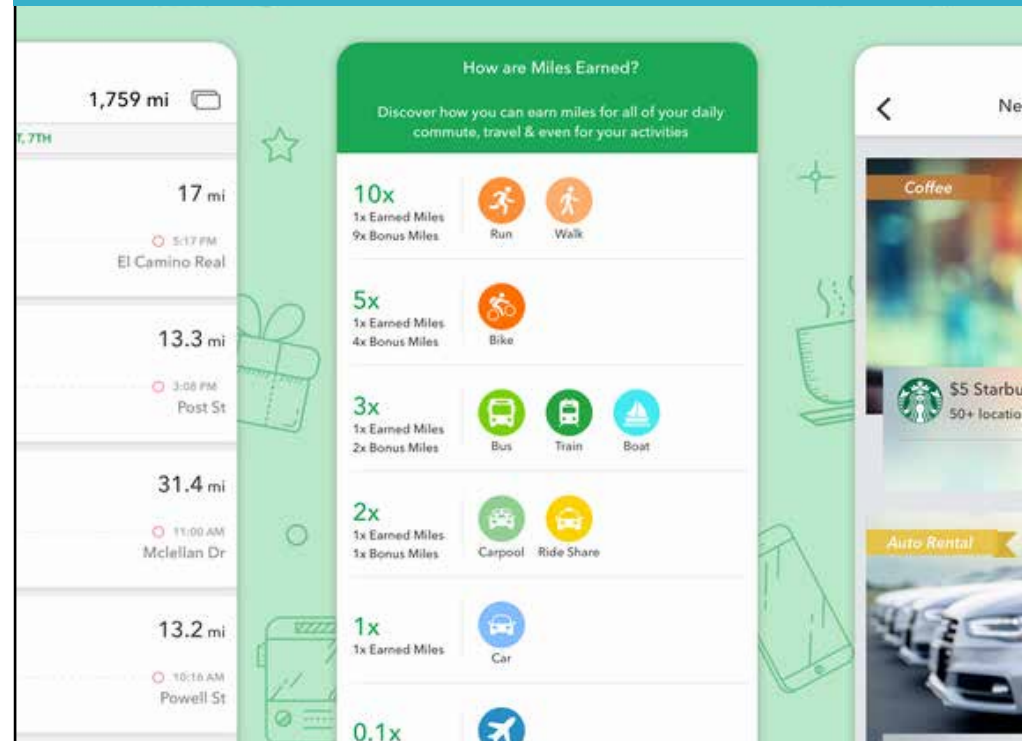 1,759 mi
T, 7TH
17 mi
5:17 PM
El Camino Real
13.3 mi
3:08 PM
Post St
31.4 mi
11:00 AM
Mclellan Dr
13.2 mi
10:16 AM
Powell St
How are Miles Earned?
Discover how you can earn miles for all of your daily
commute, travel & even for your activities
10x
1x Earned Miles
9x Bonus Miles
Run Walk
5x
1x Earned Miles
4x Bonus Miles
Bike
3x
1x Earned Miles
2x Bonus Miles
Bus Train Boat
2x
1x Earned Miles
1x Bonus Miles
Carpool Ride Share
1x
1x Earned Miles
Car
0.1x
Ne
Coffee
$5 Starbu
50+ locatio
Auto Rental